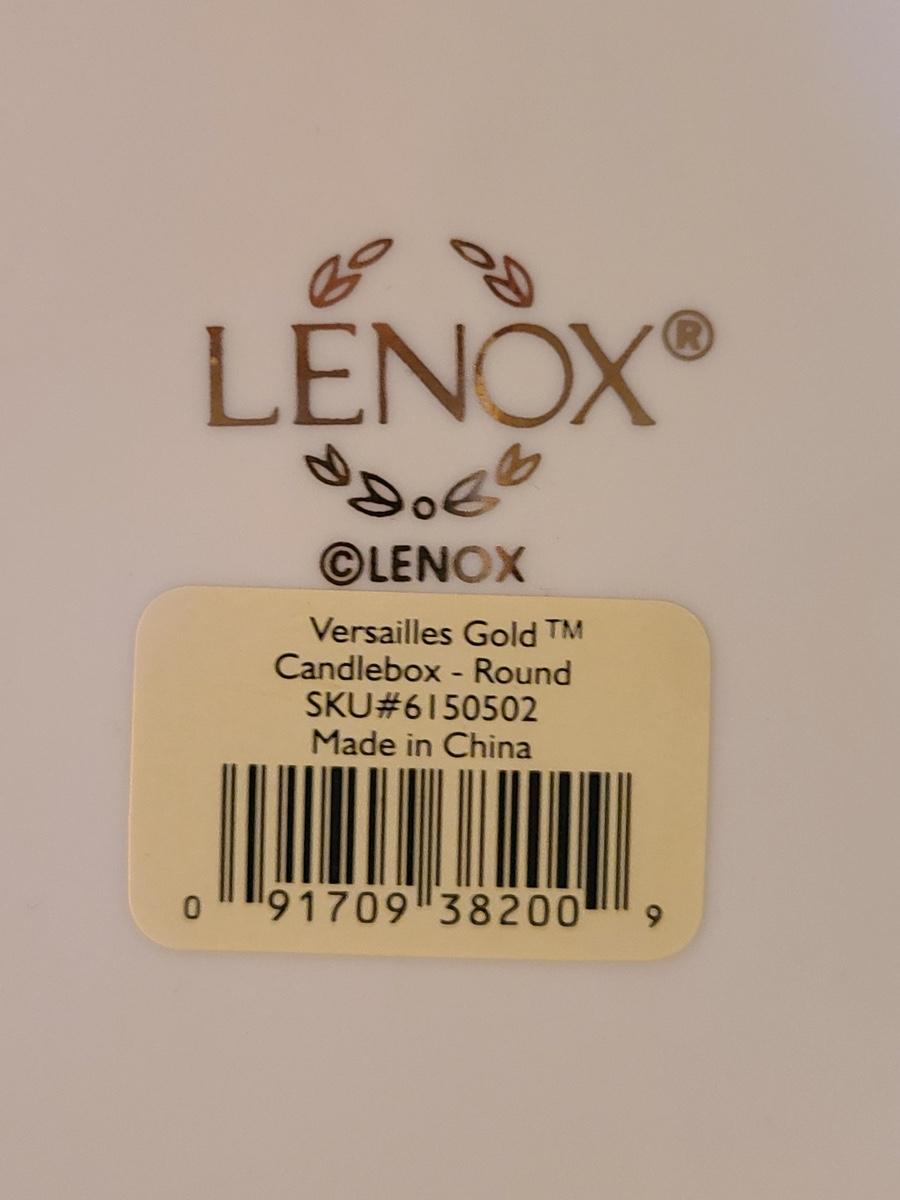 LENOX®
©LENOX
Versailles Gold™
Candlebox - Round
SKU#6150502
Made in China
0 91709 38200 9